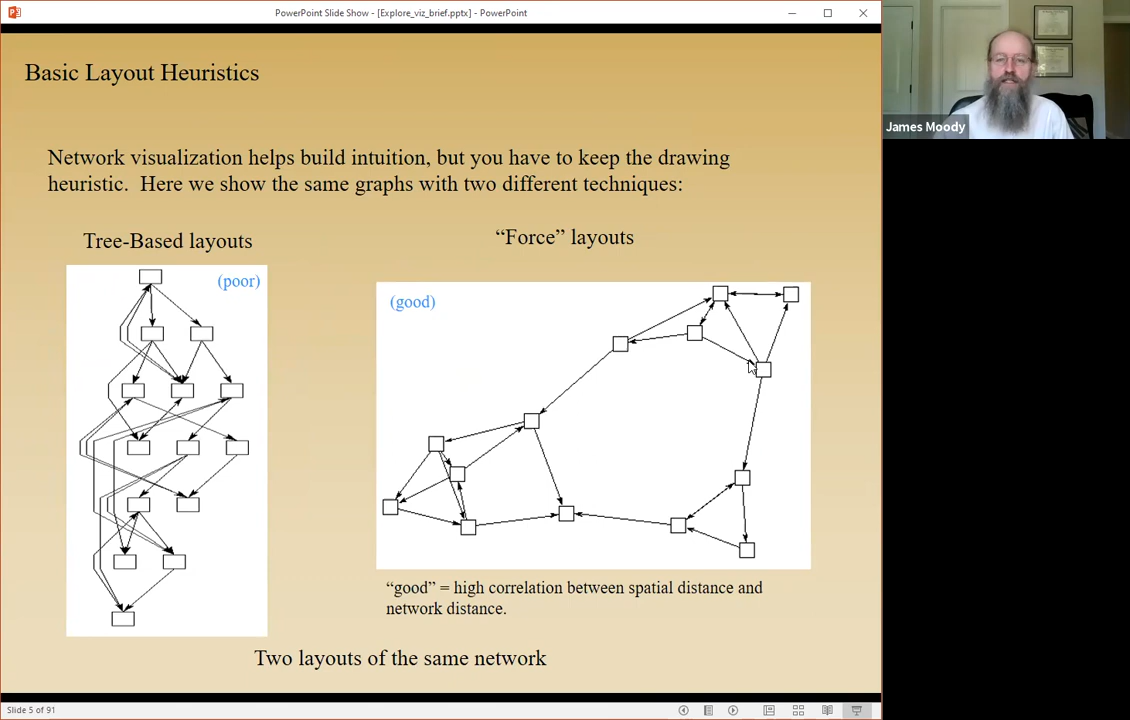 PowerPoint Slide Show - [Explore_viz_brief.pptx] - PowerPoint
Basic Layout Heuristics
James Moody
Network visualization helps build intuition, but you have to keep the drawing
heuristic. Here we show the same graphs with two different techniques:
Tree-Based layouts
“Force” layouts
(poor)
(good)
“good” = high correlation between spatial distance and
network distance.
Two layouts of the same network
Slide 5 of 91